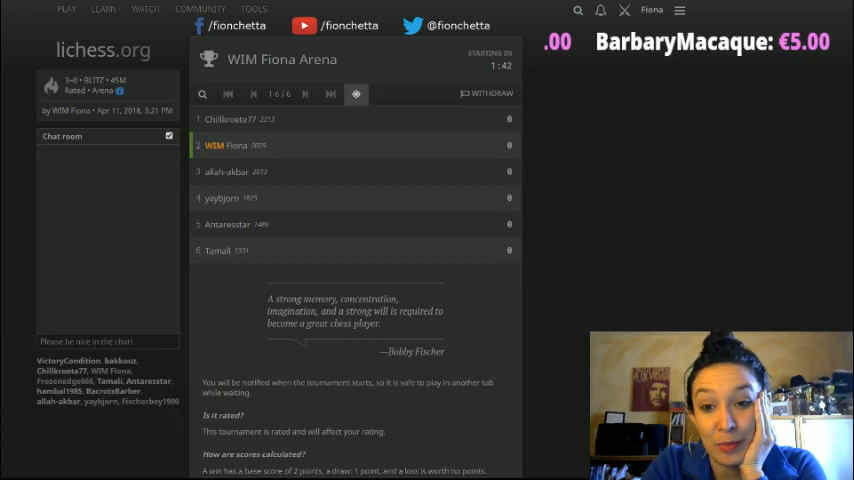 PLAY LEARN WATCH COMMUNITY TOOLS
Fiona
/fionchetta /fionchetta @fionchetta
.00 BarbaryMacaque: €5.00
lichess.org
3+0 • BLITZ • 45M
Rated • Arena
by WIM Fiona • Apr 11, 2018, 3:21 PM
WIM Fiona Arena
STARTING IN
1:42
1-6 / 6
WITHDRAW
Chat room
1 Chillkroete77 2213 0
2 WIM Fiona 2029 0
3 allah-akbar 2013 0
4 yaybjorn 1825 0
5 Antaresstar 1486 0
6 Tamali 1331 0
A strong memory, concentration,
imagination, and a strong will is required to
become a great chess player.
—Bobby Fischer
Please be nice in the chat!
VictoryCondition, bakkouz,
Chillkroete77, WIM Fiona,
Frozenedge666, Tamali, Antaresstar,
hambal1985, BacrotsBarber,
allah-akbar, yaybjorn, Fischerboy1900
You will be notified when the tournament starts, so it is safe to play in another tab
while waiting.
Is it rated?
This tournament is rated and will affect your rating.
How are scores calculated?
A win has a base score of 2 points, a draw: 1 point, and a loss is worth no points.